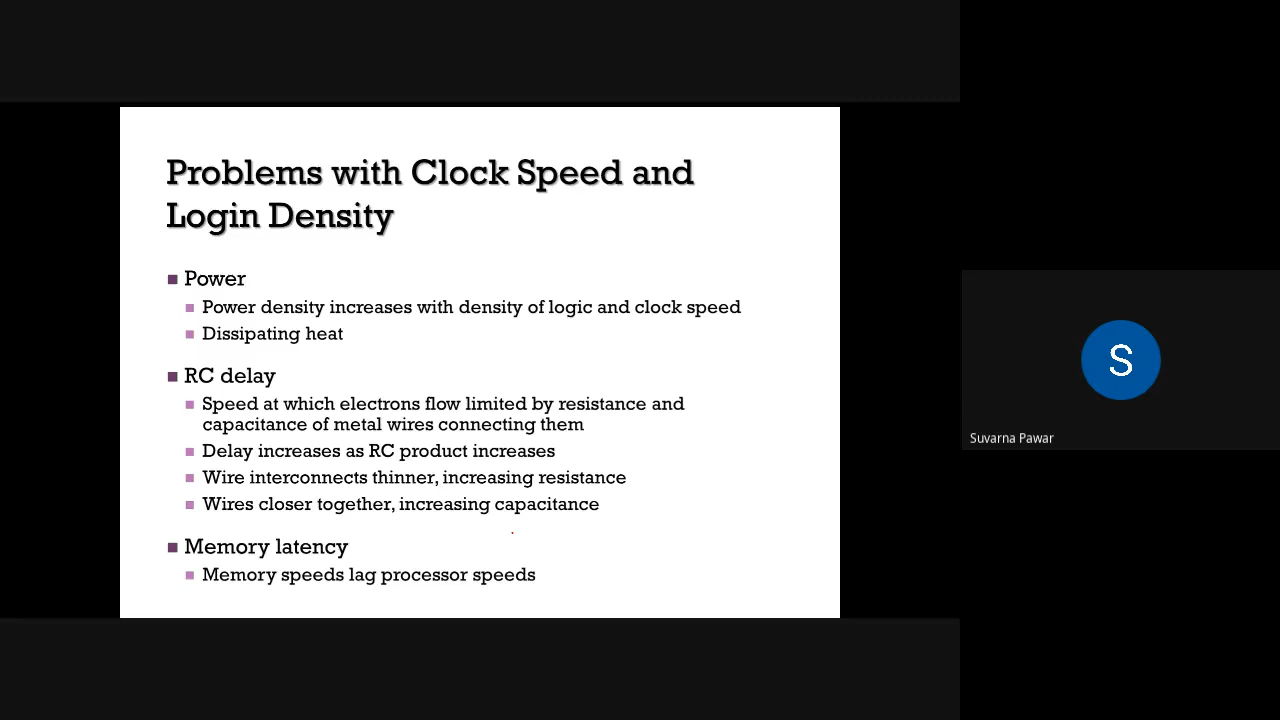 Problems with Clock Speed and
Login Density
Power
Power density increases with density of logic and clock speed
Dissipating heat
RC delay
Speed at which electrons flow limited by resistance and
capacitance of metal wires connecting them
Delay increases as RC product increases
Wire interconnects thinner, increasing resistance
Wires closer together, increasing capacitance
Memory latency
Memory speeds lag processor speeds
S
Suvarna Pawar